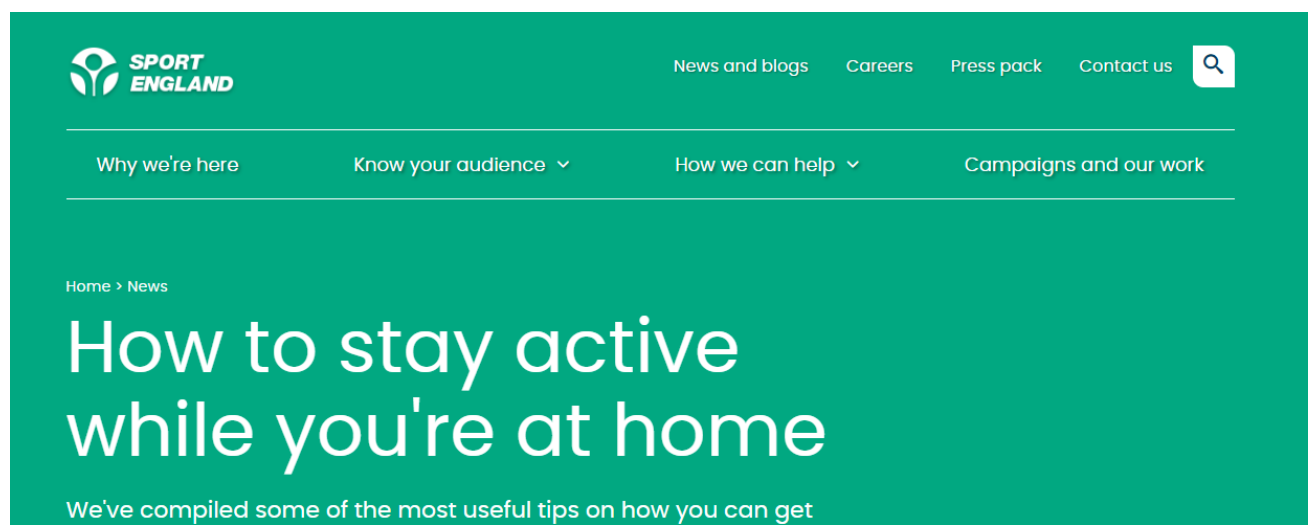 SPORT
ENGLAND
News and blogs Careers Press pack Contact us
Why we're here Know your audience How we can help Campaigns and our work
Home > News
How to stay active
while you're at home
We've compiled some of the most useful tips on how you can get